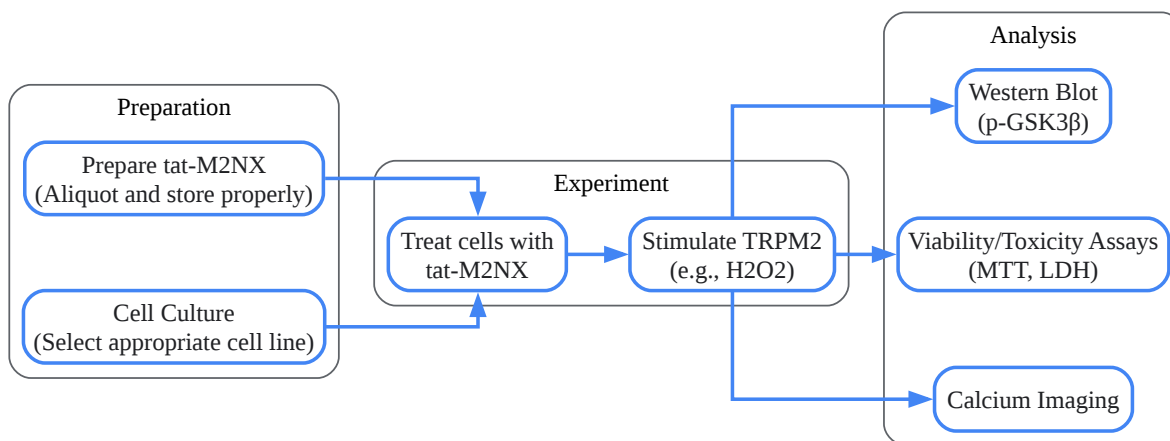 Preparation
Prepare tat-M2NX
(Aliquot and store properly)
Cell Culture
(Select appropriate cell line)
Experiment
Treat cells with
tat-M2NX
Stimulate TRPM2
(e.g., H2O2)
Analysis
Western Blot
(p-GSK3β)
Viability/Toxicity Assays
(MTT, LDH)
Calcium Imaging